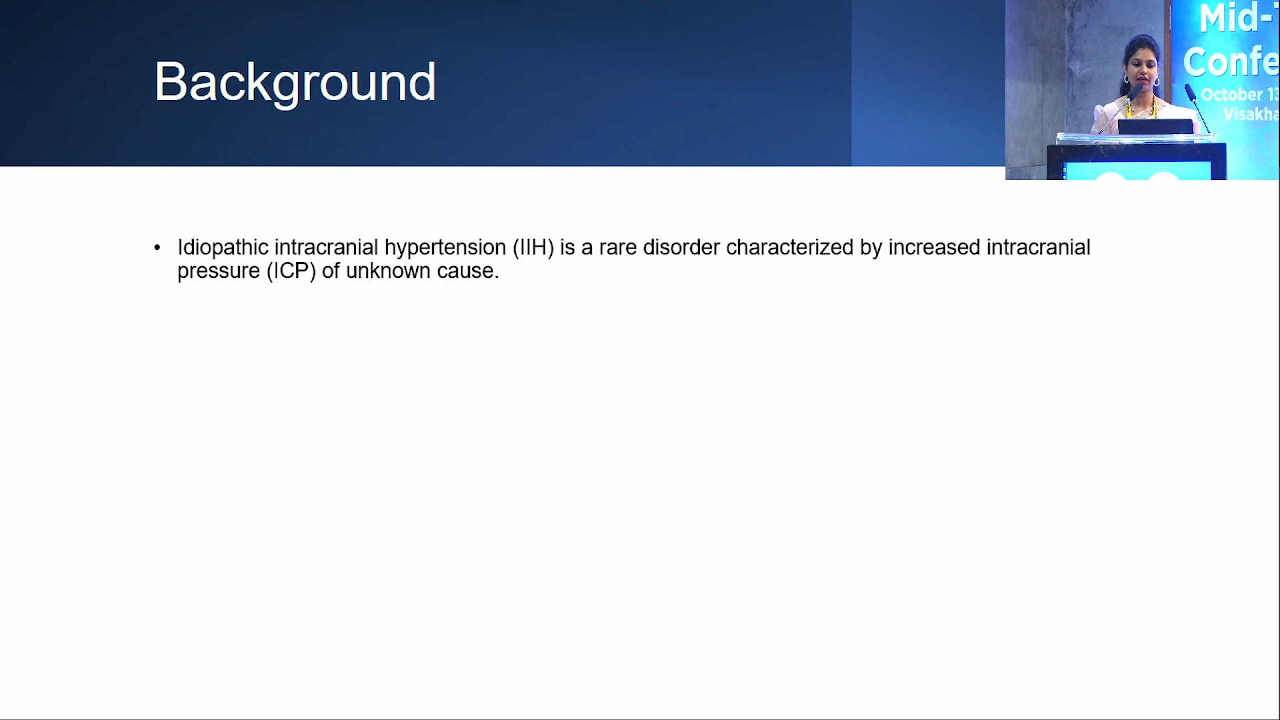 Background
Mid-
Confe
October 13
Visakha
• Idiopathic intracranial hypertension (IIH) is a rare disorder characterized by increased intracranial
pressure (ICP) of unknown cause.